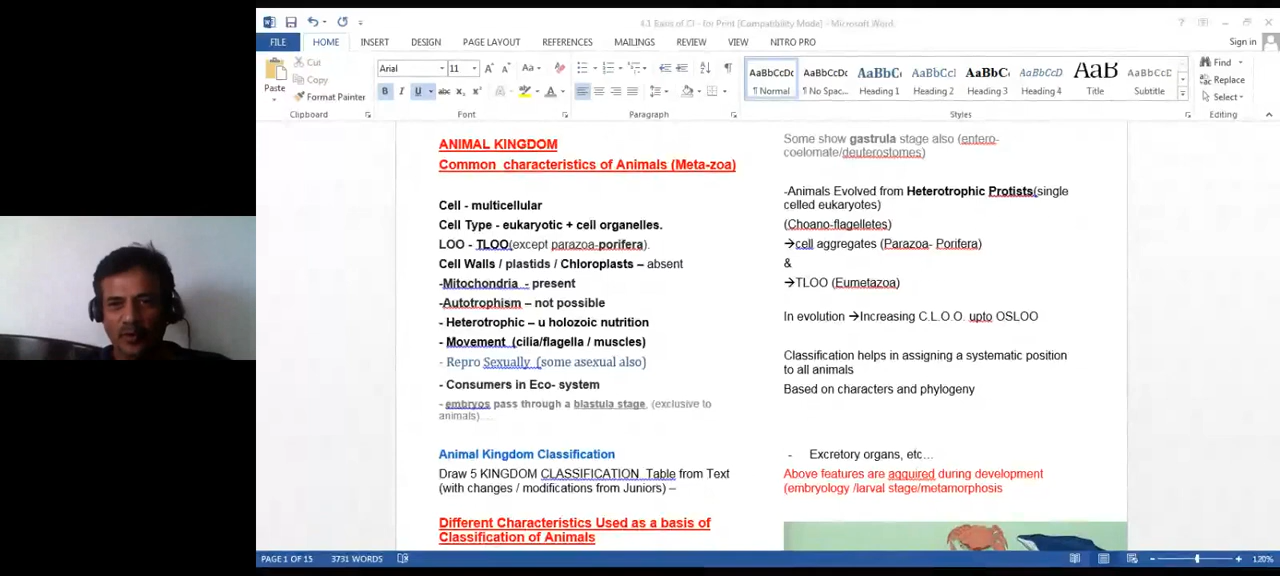 4.1 Basis of Cl - for Print [Compatibility Mode] - Microsoft Word
Sign in
FILE HOME INSERT DESIGN PAGE LAYOUT REFERENCES MAILINGS REVIEW VIEW NITRO PRO
Cut
Copy
Format Painter
Paste
Clipboard
Arial 11
Font
Paragraph
AaBbCcDc AaBbCcDc AaBbC AaBbCc AaBbCc AaBbCcD AaB AaBbCcD
¶ Normal ¶ No Spac... Heading 1 Heading 2 Heading 3 Heading 4 Title Subtitle
Styles
Find
Replace
Select
Editing
ANIMAL KINGDOM
Common characteristics of Animals (Meta-zoa)
Cell - multicellular
Cell Type - eukaryotic + cell organelles.
LOO - TLOO(except parazoa-porifera).
Cell Walls / plastids / Chloroplasts – absent
-Mitochondria - present
-Autotrophism – not possible
- Heterotrophic – u holozoic nutrition
- Movement (cilia/flagella / muscles)
- Repro Sexually (some asexual also)
- Consumers in Eco- system
- embryos pass through a blastula stage, (exclusive to
animals)....
Animal Kingdom Classification
Draw 5 KINGDOM CLASSIFICATION Table from Text
(with changes / modifications from Juniors) –
Different Characteristics Used as a basis of
Classification of Animals
Some show gastrula stage also (entero-
coelomate/deuterostomes)
-Animals Evolved from Heterotrophic Protists(single
celled eukaryotes)
(Choano-flagelletes)
→cell aggregates (Parazoa- Porifera)
&
→TLOO (Eumetazoa)
In evolution →Increasing C.L.O.O. upto OSLOO
Classification helps in assigning a systematic position
to all animals
Based on characters and phylogeny
- Excretory organs, etc...
Above features are aqquired during development
(embryology /larval stage/metamorphosis
PAGE 1 OF 15 3731 WORDS
120%